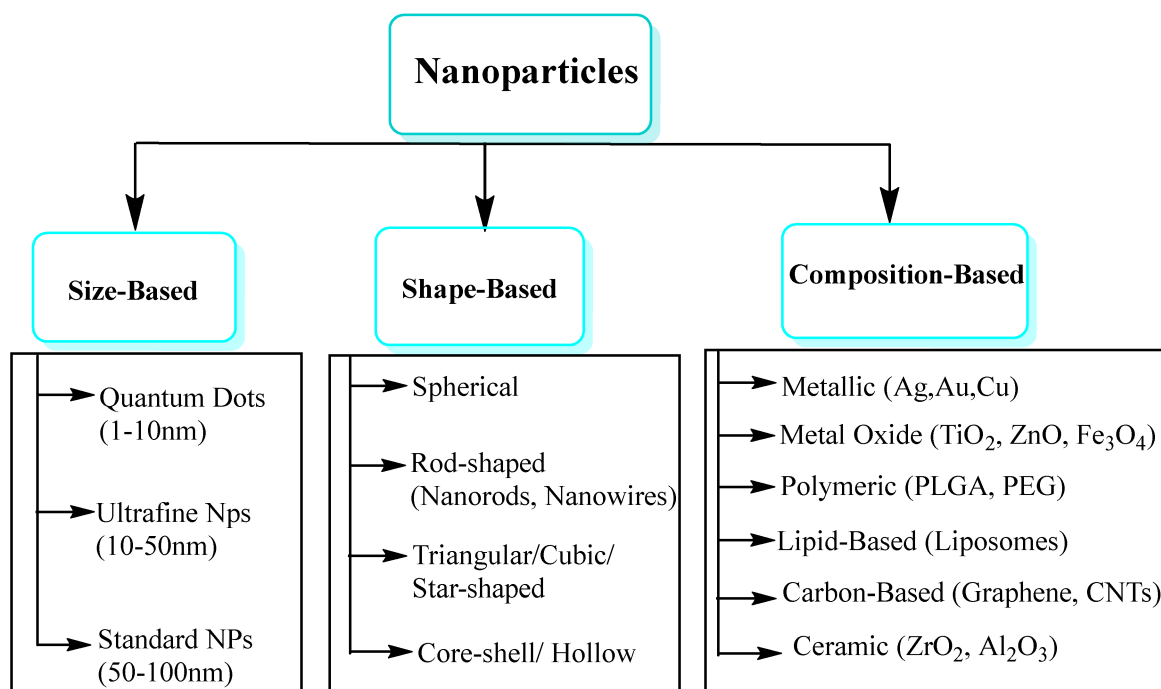 Nanoparticles
Size-Based
Shape-Based
Composition-Based
Quantum Dots
(1-10nm)
Ultrafine Nps
(10-50nm)
Standard NPs
(50-100nm)
Spherical
Rod-shaped
(Nanorods, Nanowires)
Triangular/Cubic/
Star-shaped
Core-shell/ Hollow
Metallic (Ag,Au,Cu)
Metal Oxide (TiO₂, ZnO, Fe₃O₄)
Polymeric (PLGA, PEG)
Lipid-Based (Liposomes)
Carbon-Based (Graphene, CNTs)
Ceramic (ZrO₂, Al₂O₃)